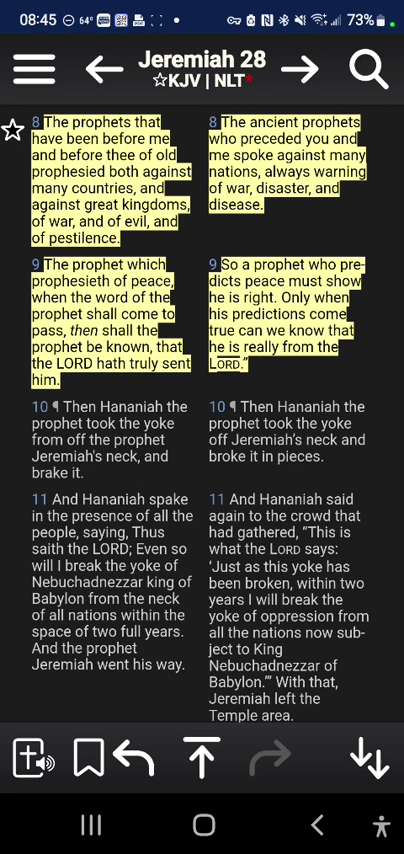 08:45 64°
73%
Jeremiah 28
☆KJV | NLT*
8 The prophets that
have been before me
and before thee of old
prophesied both against
many countries, and
against great kingdoms,
of war, and of evil, and
of pestilence.
9 The prophet which
prophesieth of peace,
when the word of the
prophet shall come to
pass, then shall the
prophet be known, that
the LORD hath truly sent
him.
10 ¶ Then Hananiah the
prophet took the yoke
from off the prophet
Jeremiah's neck, and
brake it.
11 And Hananiah spake
in the presence of all the
people, saying, Thus
saith the LORD; Even so
will I break the yoke of
Nebuchadnezzar king of
Babylon from the neck
of all nations within the
space of two full years.
And the prophet
Jeremiah went his way.
8 The ancient prophets
who preceded you and
me spoke against many
nations, always warning
of war, disaster, and
disease.
9 So a prophet who pre-
dicts peace must show
he is right. Only when
his predictions come
true can we know that
he is really from the
LORD.”
10 ¶ Then Hananiah the
prophet took the yoke
off Jeremiah’s neck and
broke it in pieces.
11 And Hananiah said
again to the crowd that
had gathered, “This is
what the LORD says:
‘Just as this yoke has
been broken, within two
years I will break the
yoke of oppression from
all the nations now sub-
ject to King
Nebuchadnezzar of
Babylon.’” With that,
Jeremiah left the
Temple area.